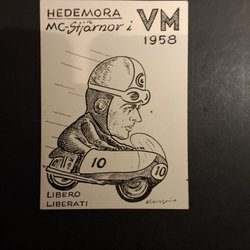 HEDEMORA VM
MC-Stjärnor i 1958
10
10
LIBERO
LIBERATI